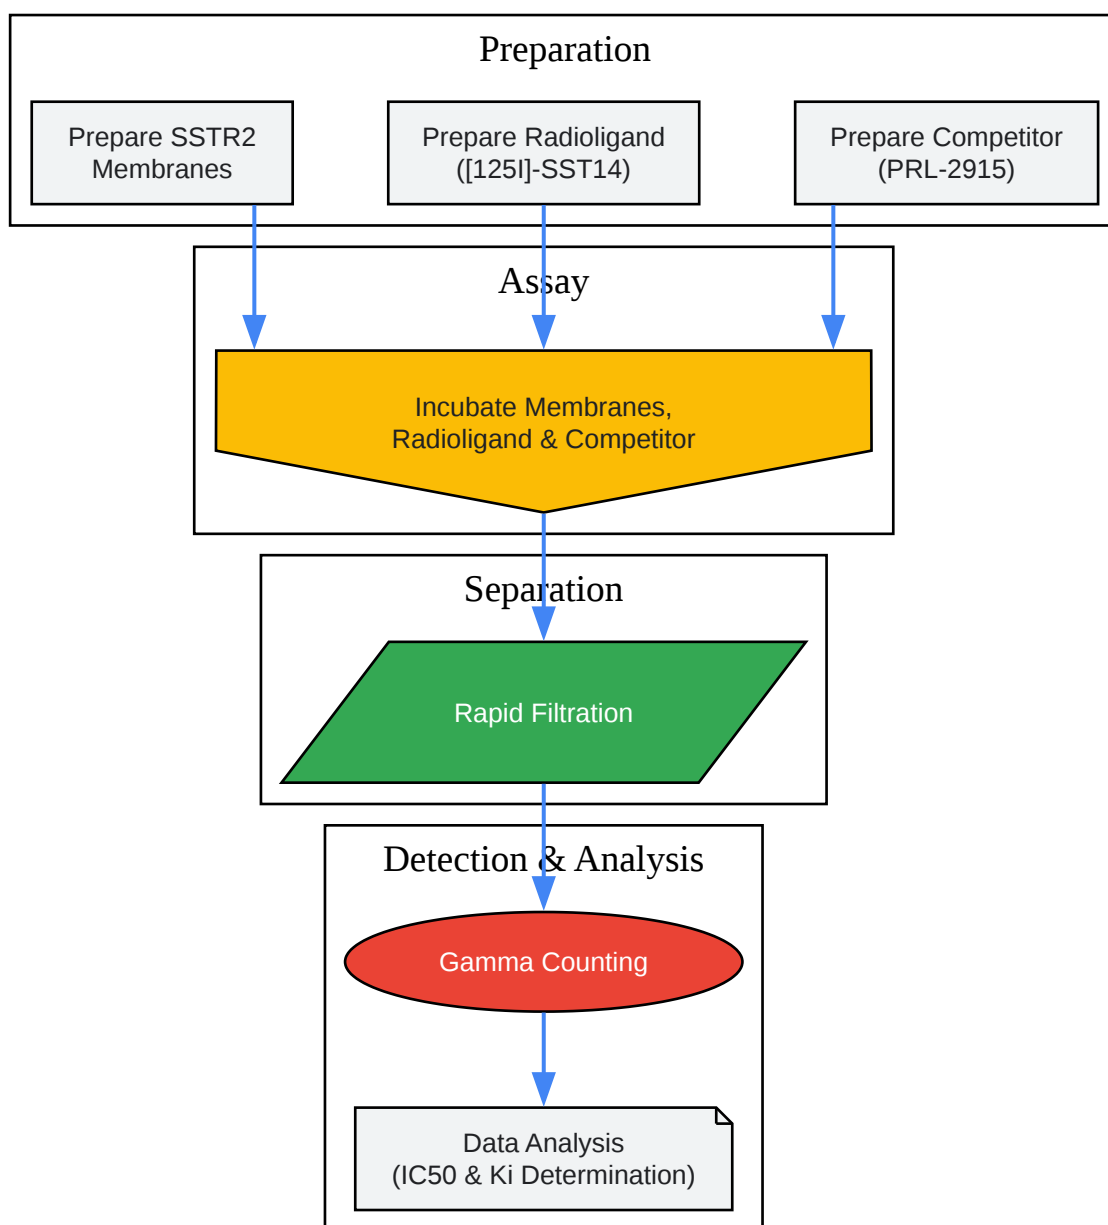 Preparation
Prepare SSTR2
Membranes
Prepare Radioligand
([125I]-SST14)
Prepare Competitor
(PRL-2915)
Assay
Incubate Membranes,
Radioligand & Competitor
Separation
Rapid Filtration
Detection & Analysis
Gamma Counting
Data Analysis
(IC50 & Ki Determination)